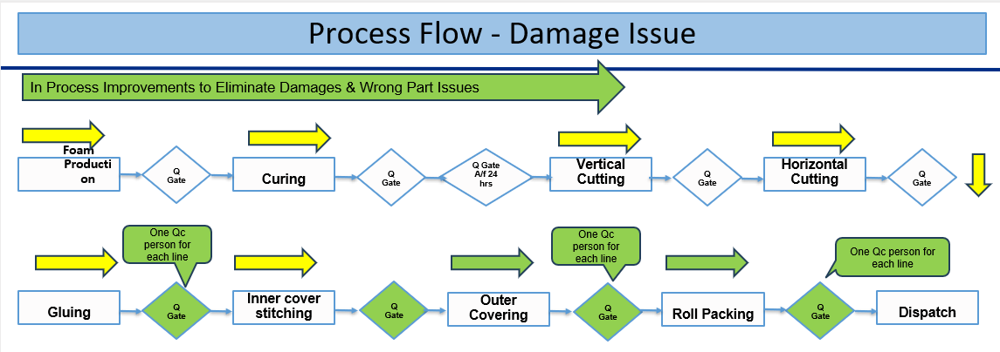 Process Flow - Damage Issue
In Process Improvements to Eliminate Damages & Wrong Part Issues
Foam
Producti
on
Q
Gate
Curing
Q
Gate
Q Gate
A/f 24
hrs
Vertical
Cutting
Q
Gate
Horizontal
Cutting
Q
Gate
Gluing
One Qc
person for
each line
Q
Gate
Inner cover
stitching
Q
Gate
Outer
Covering
One Qc
person for
each line
Q
Gate
Roll Packing
One Qc person for
each line
Q
Gate
Dispatch